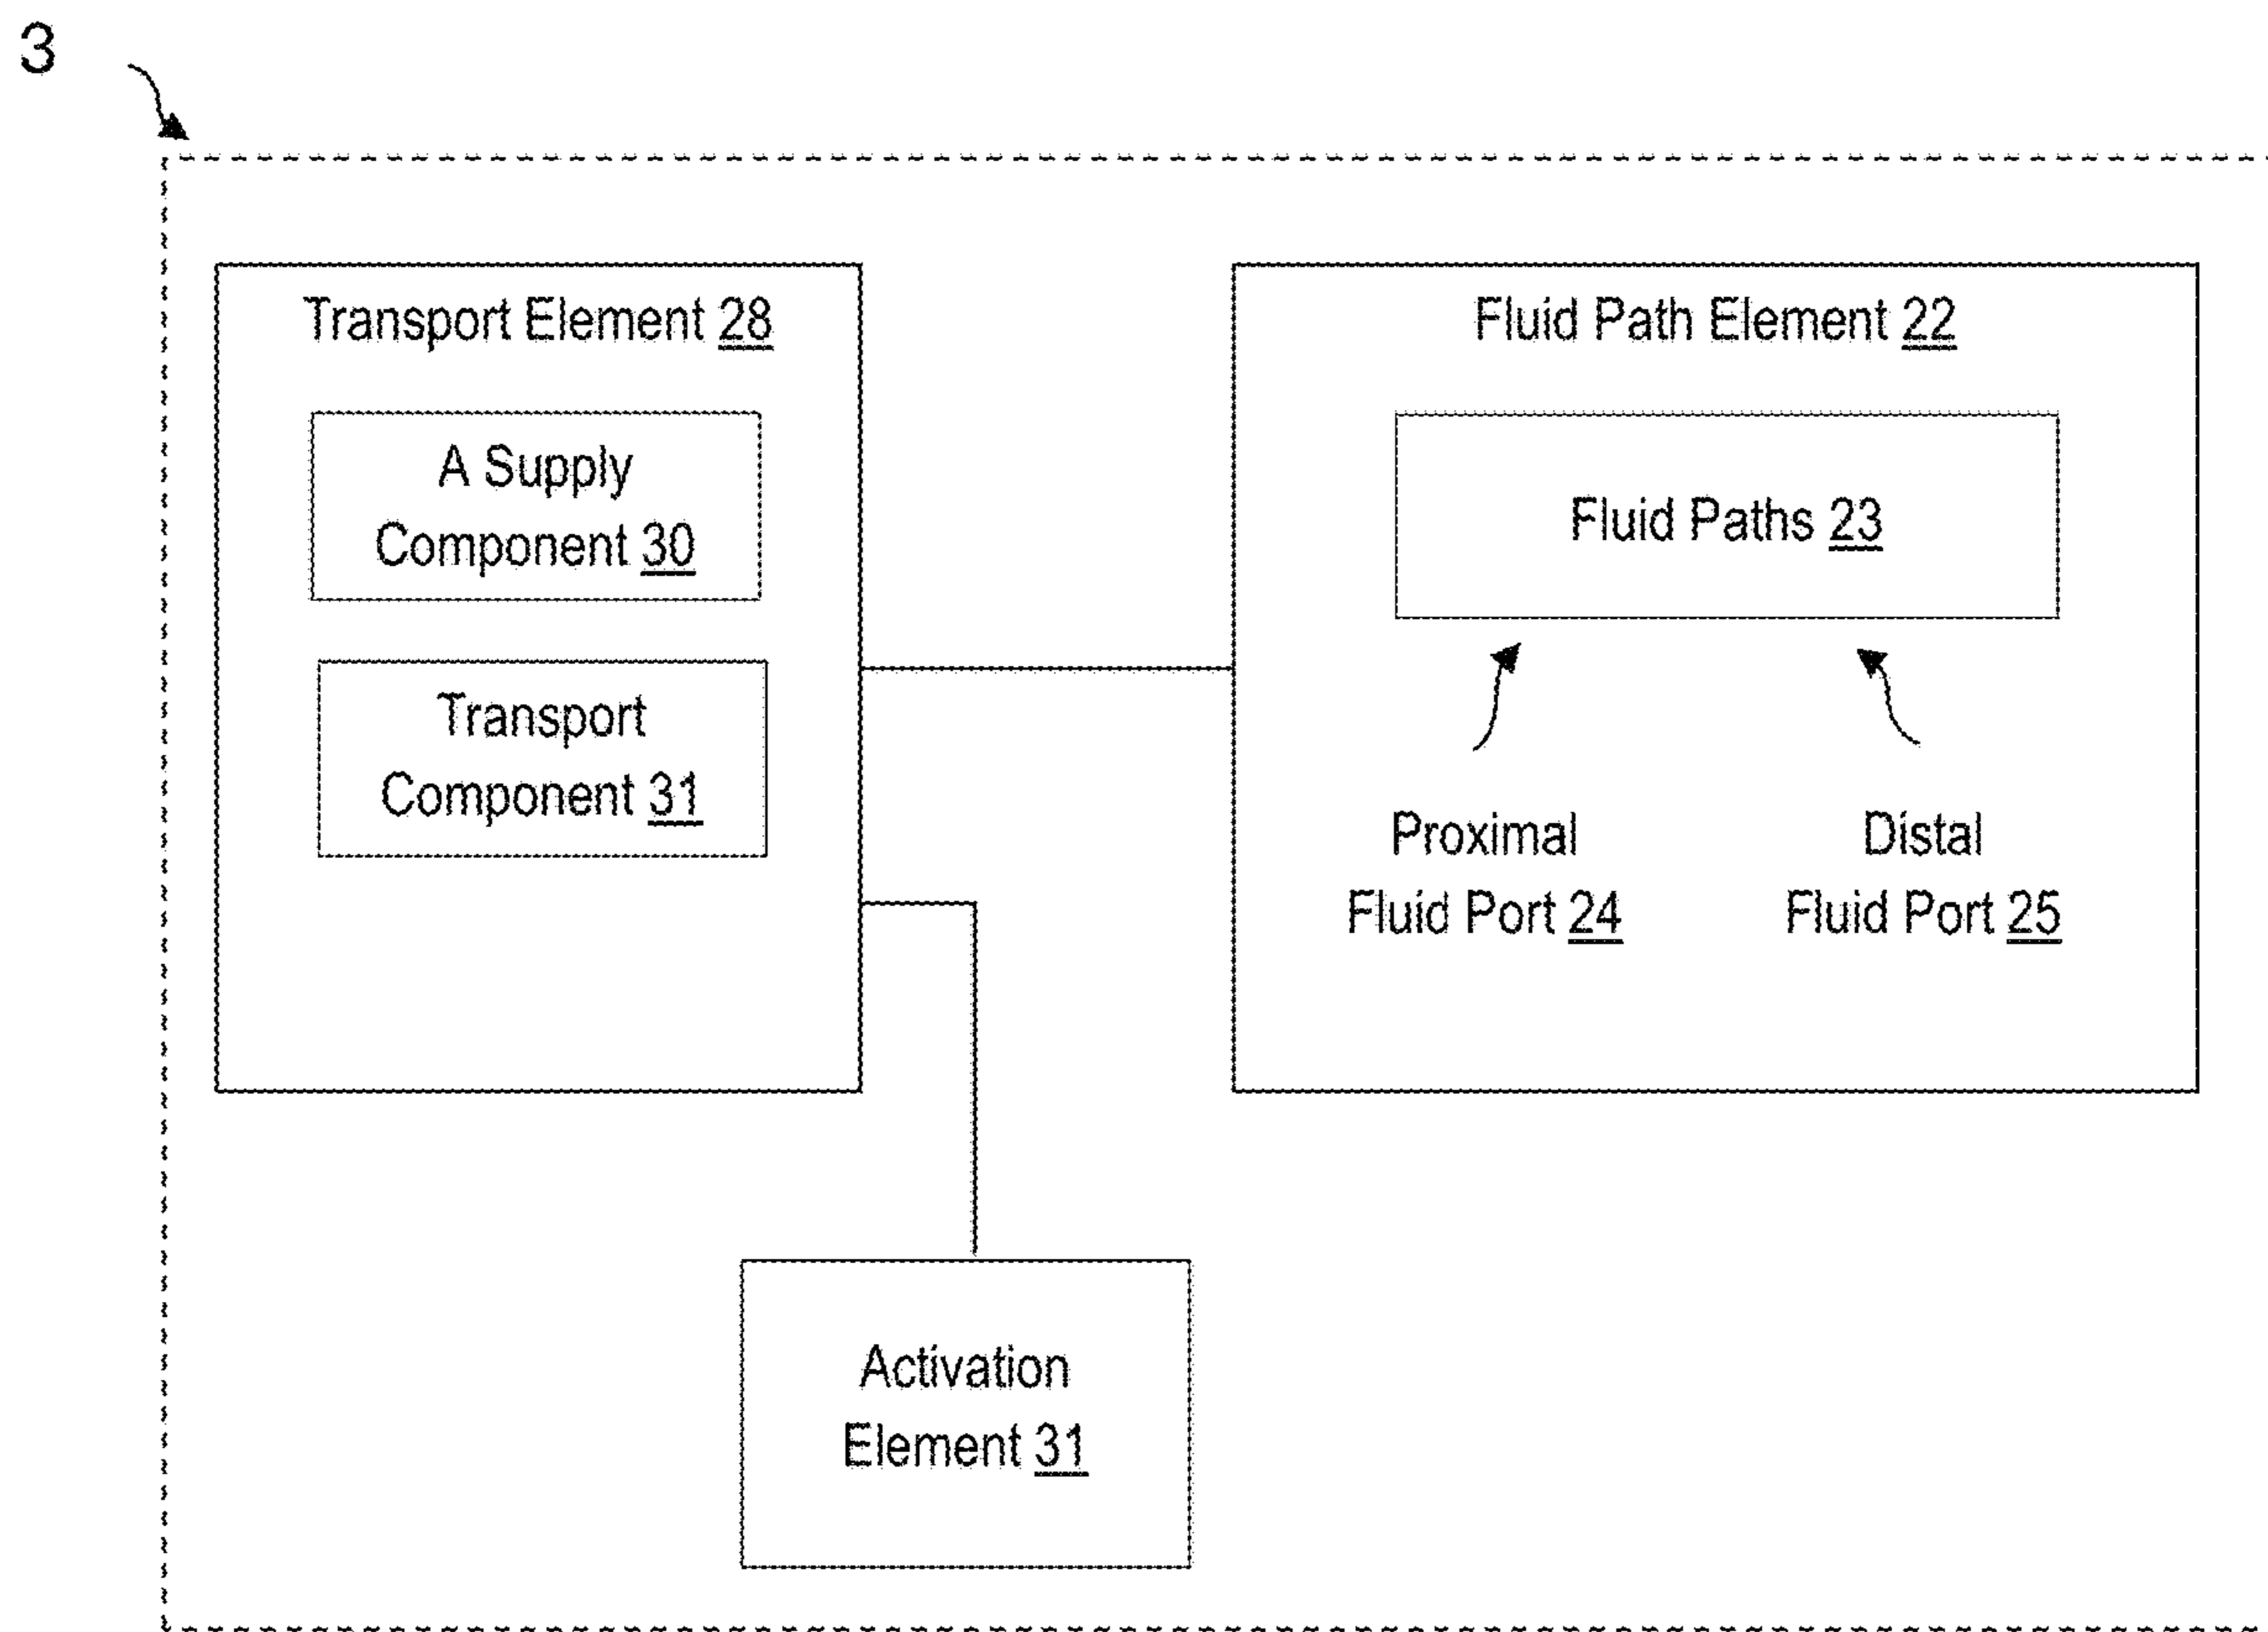 3
Transport Element 28
A Supply
Component 30
Transport
Component 31
Fluid Path Element 22
Fluid Paths 23
Proximal
Fluid Port 24
Distal
Fluid Port 25
Activation
Element 31